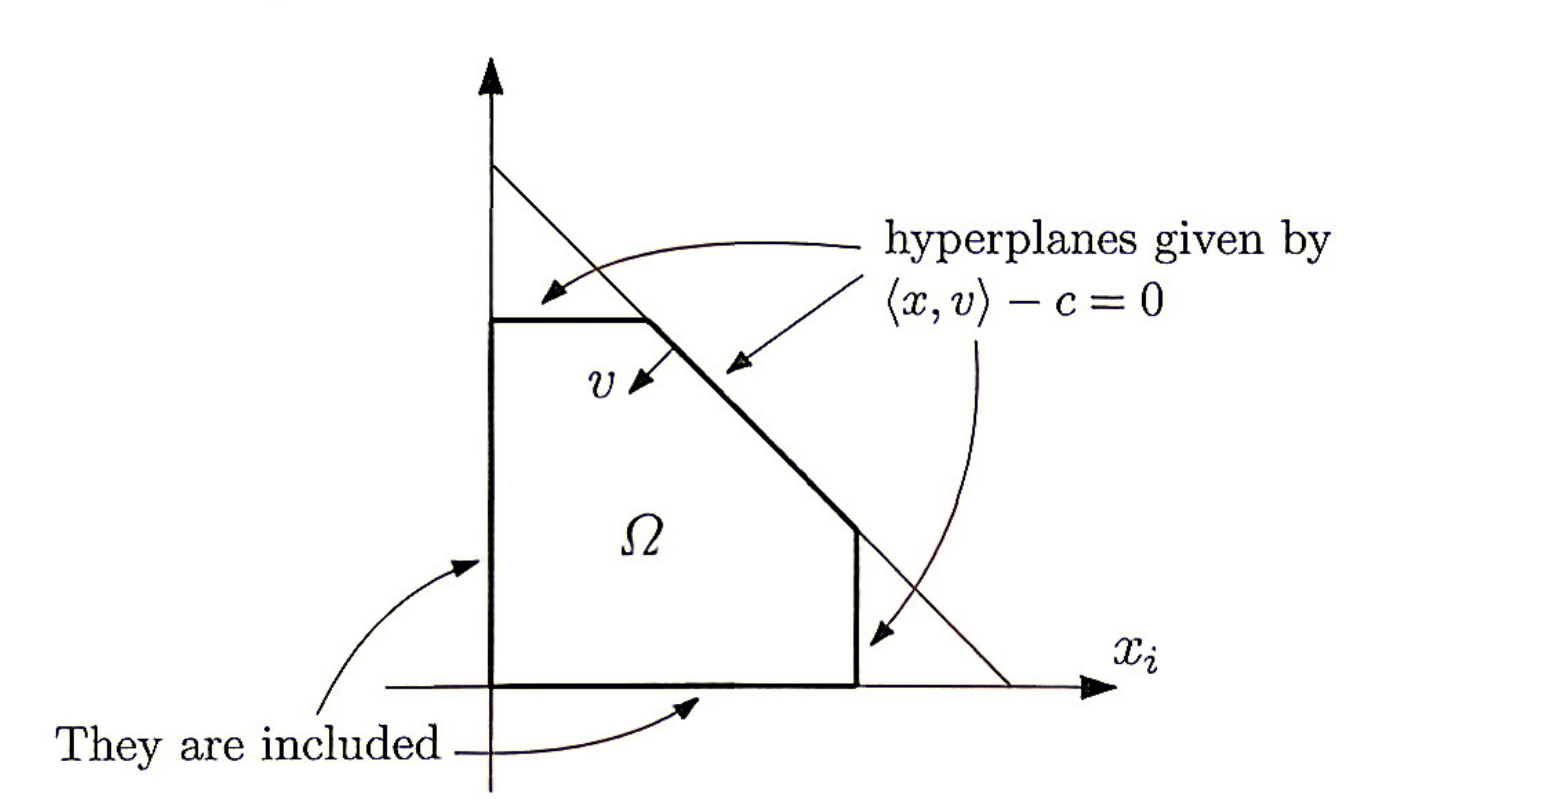 hyperplanes given by
⟨x, v⟩ − c = 0
v
Ω
x_i
They are included